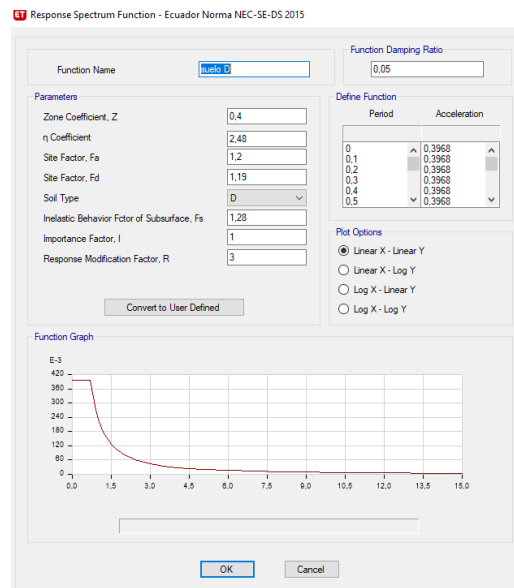 ET Response Spectrum Function - Ecuador Norma NEC-SE-DS 2015
Function Name
suelo D
Function Damping Ratio
0,05
Parameters
Zone Coefficient, Z
0,4
η Coefficient
2,48
Site Factor, Fa
1,2
Site Factor, Fd
1,19
Soil Type
D
Inelastic Behavior Fctor of Subsurface, Fs
1,28
Importance Factor, I
1
Response Modification Factor, R
3
Convert to User Defined
Define Function
Period Acceleration
0 0,3968
0,1 0,3968
0,2 0,3968
0,3 0,3968
0,4 0,3968
0,5 0,3968
Plot Options
Linear X - Linear Y
Linear X - Log Y
Log X - Linear Y
Log X - Log Y
Function Graph
E-3
420
360
300
240
180
120
60
0
0,0 1,5 3,0 4,5 6,0 7,5 9,0 10,5 12,0 13,5 15,0
OK Cancel